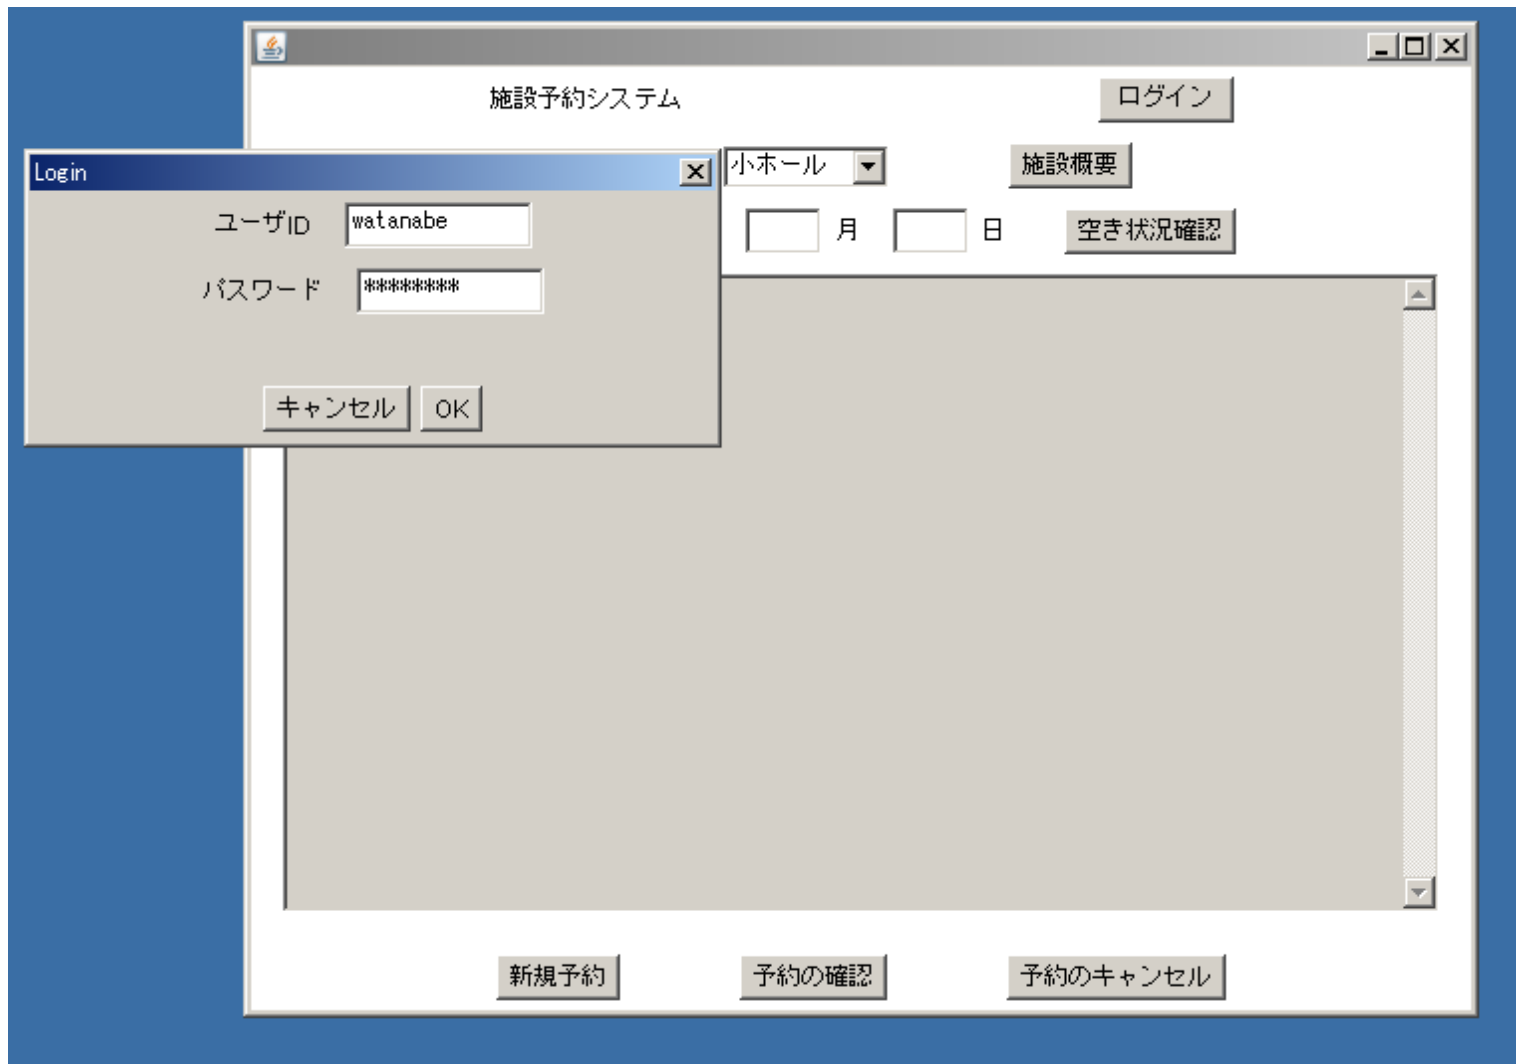 施設予約システム
ログイン
Login
小ホール
施設概要
ユーザID
watanabe
月
日
空き状況確認
パスワード
********
キャンセル
OK
新規予約
予約の確認
予約のキャンセル